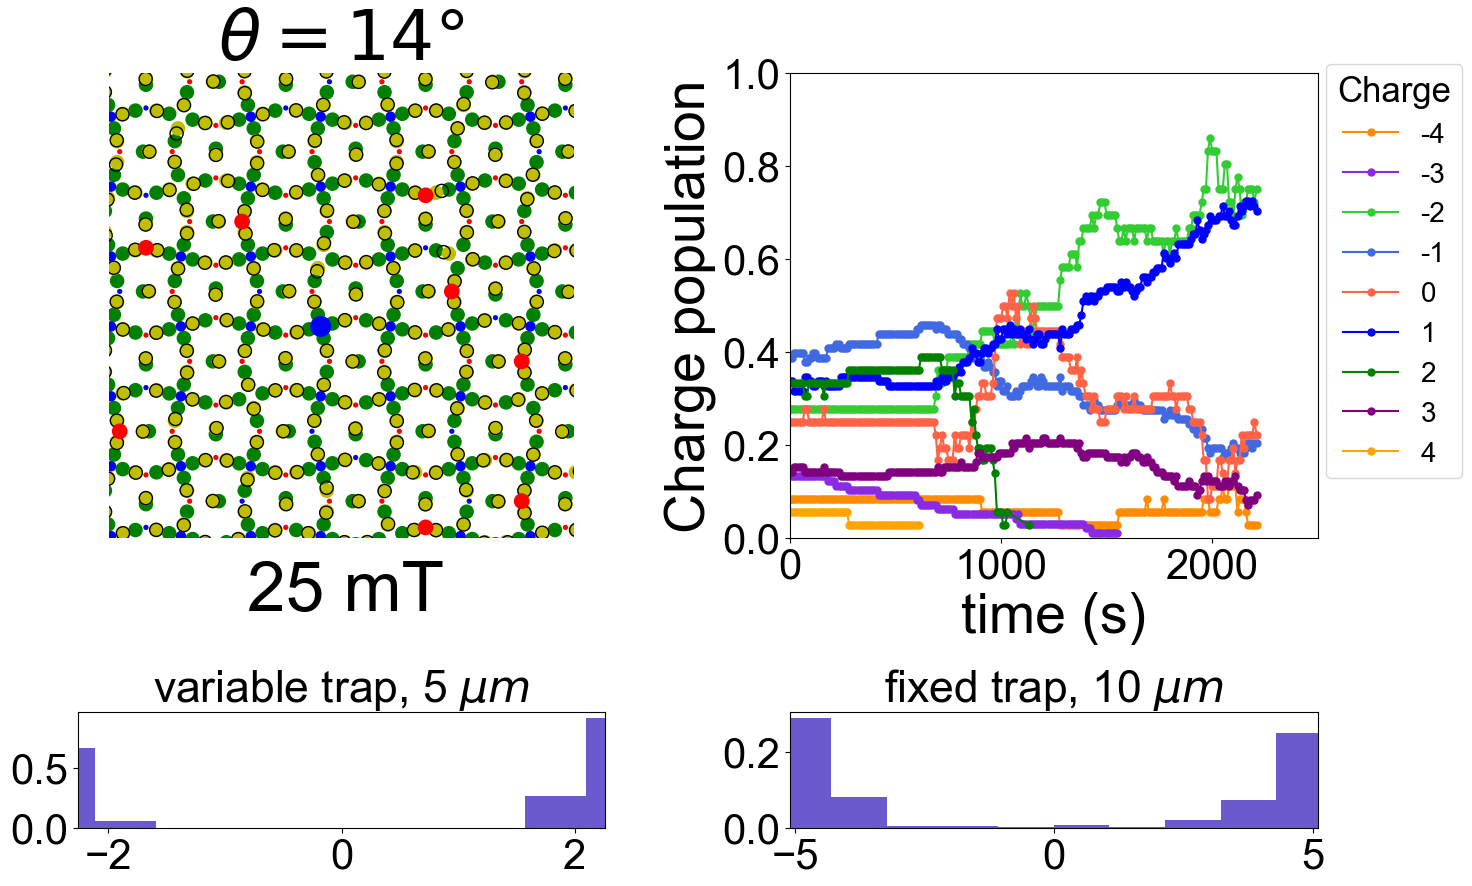 θ = 14°
25 mT
Charge population
1.0
0.8
0.6
0.4
0.2
0.0
0 1000 2000
time (s)
Charge
-4
-3
-2
-1
0
1
2
3
4
variable trap, 5 μm
0.5
0.0
−2 0 2
fixed trap, 10 μm
0.2
0.0
−5 0 5